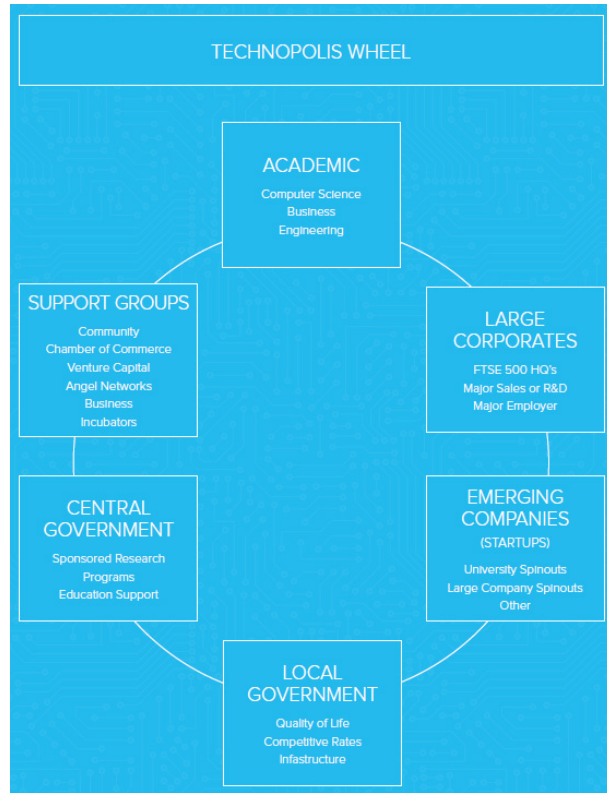 TECHNOPOLIS WHEEL
ACADEMIC
Computer Science
Business
Engineering
SUPPORT GROUPS
Community
Chamber of Commerce
Venture Capital
Angel Networks
Business
Incubators
LARGE
CORPORATES
FTSE 500 HQ's
Major Sales or R&D
Major Employer
CENTRAL
GOVERNMENT
Sponsored Research
Programs
Education Support
EMERGING
COMPANIES
(STARTUPS)
University Spinouts
Large Company Spinouts
Other
LOCAL
GOVERNMENT
Quality of Life
Competitive Rates
Infastructure